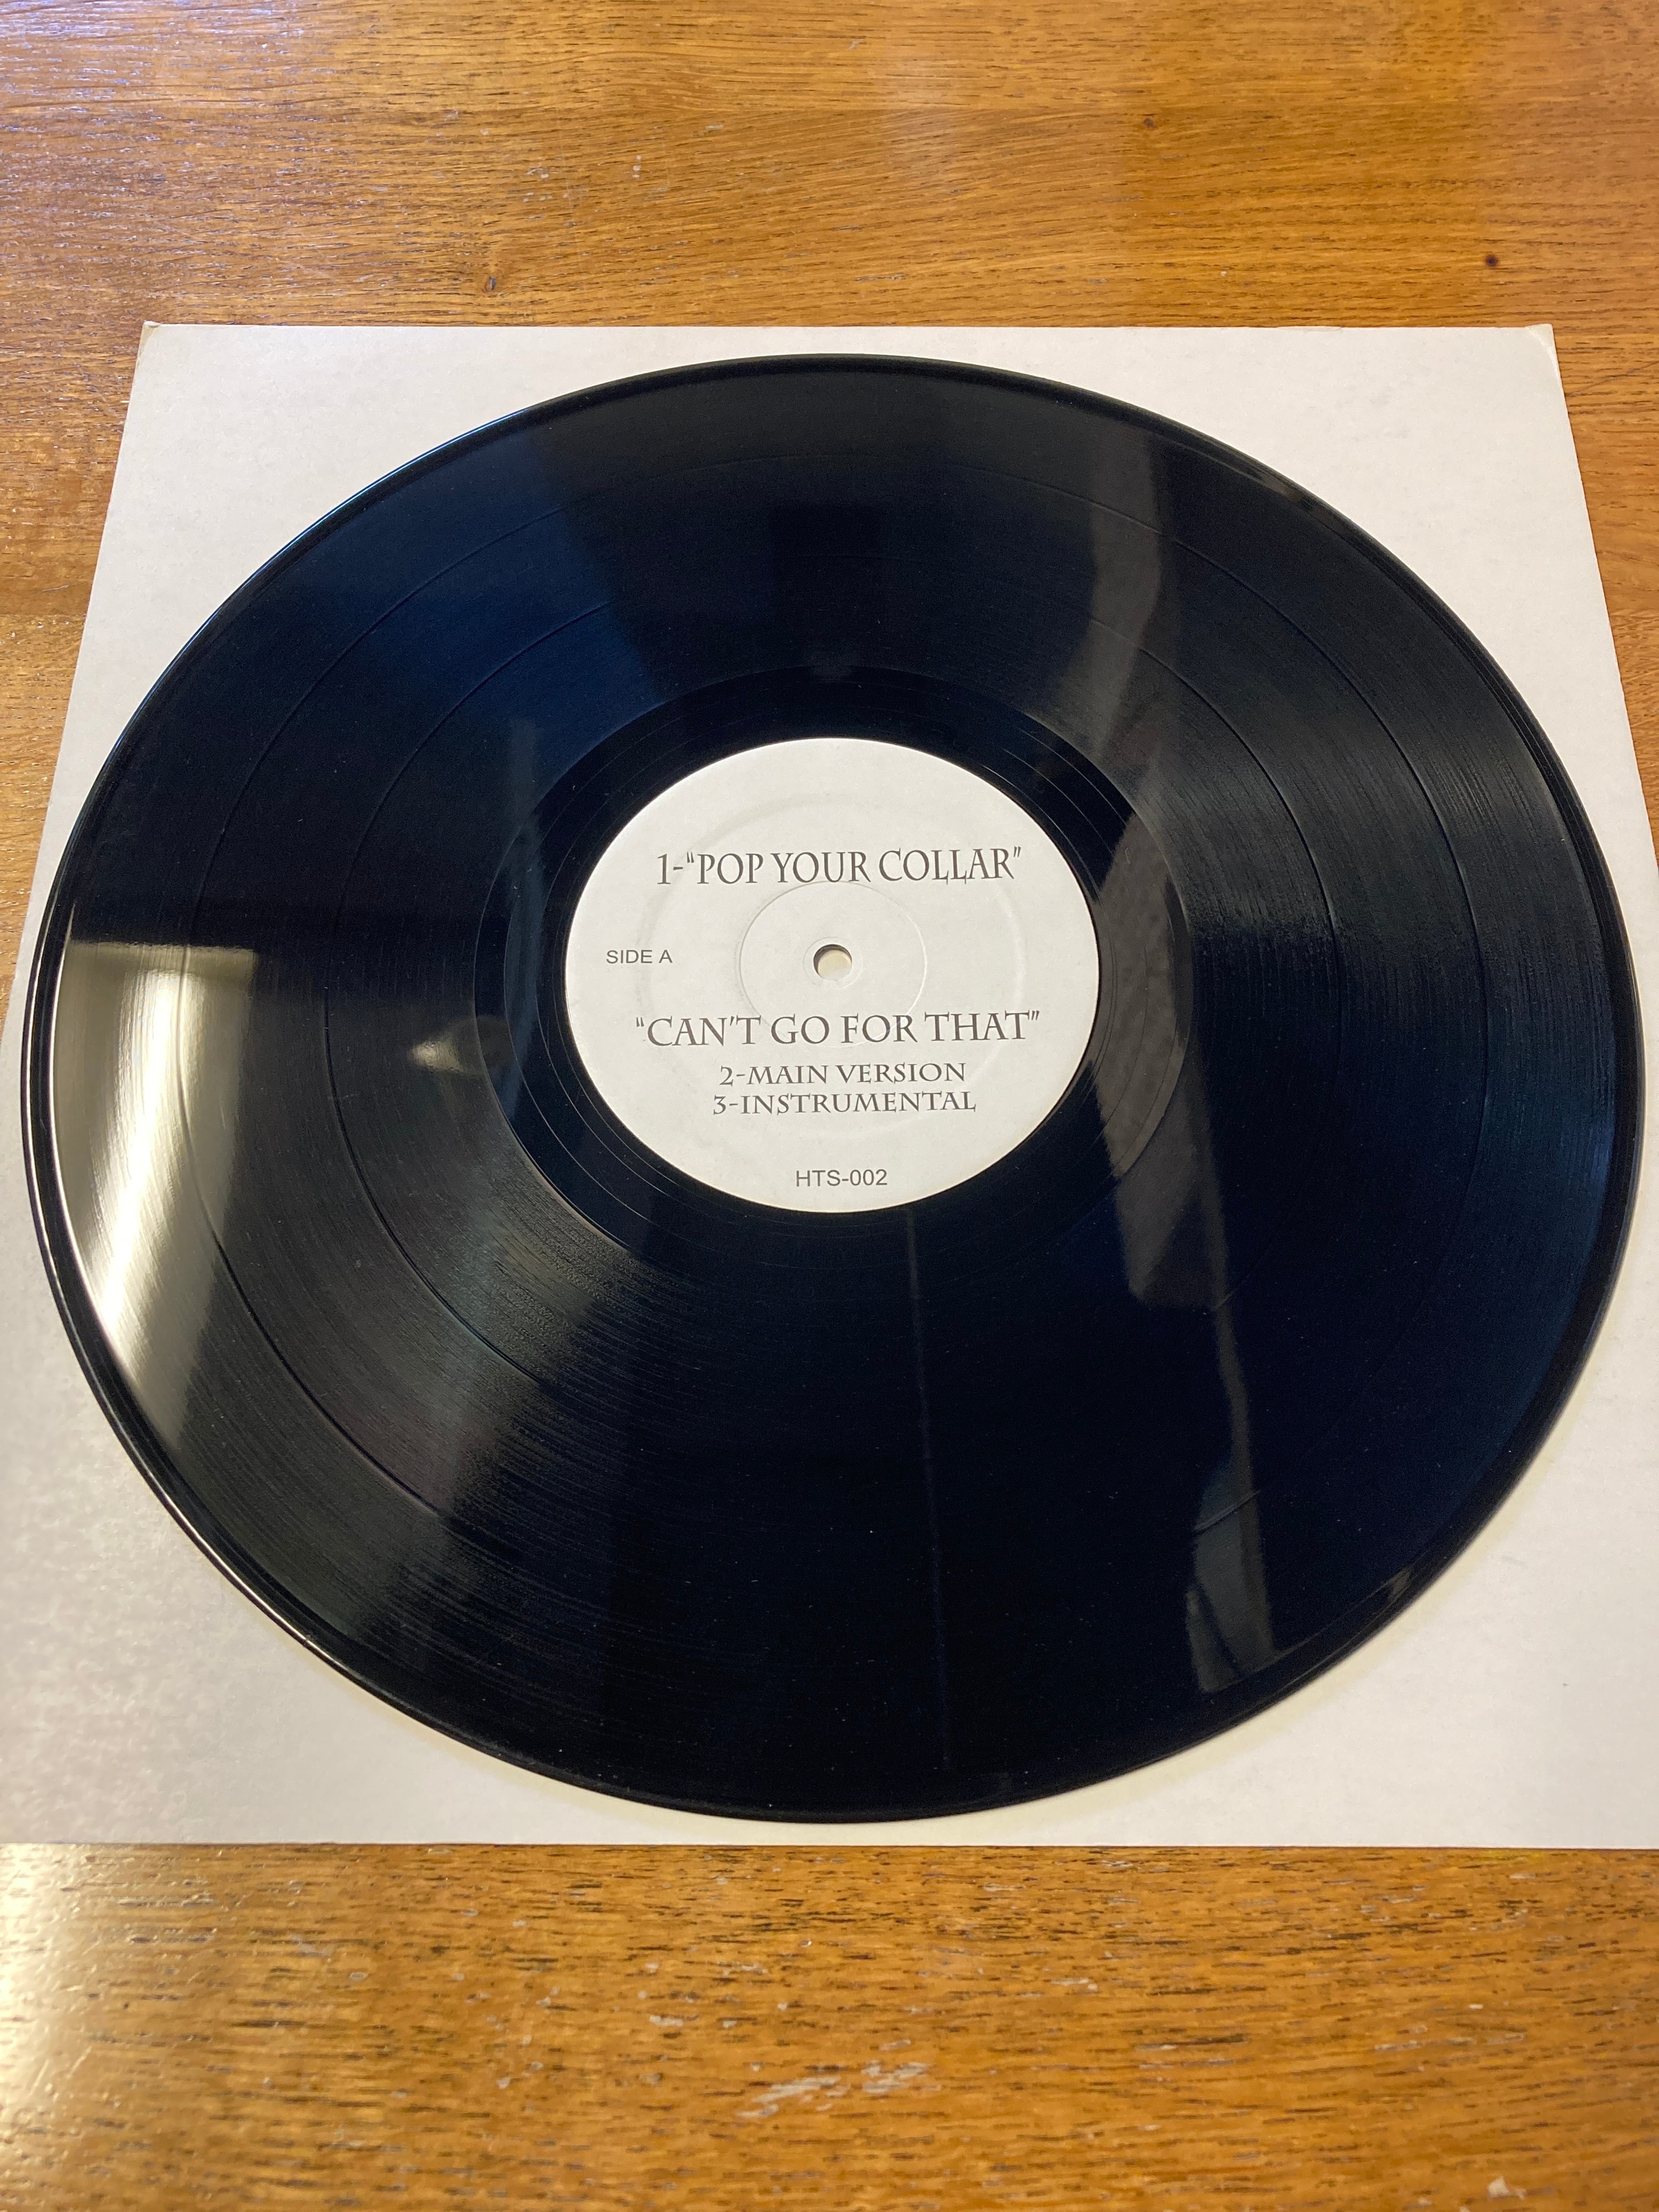 1-"POP YOUR COLLAR"
SIDE A
"CAN'T GO FOR THAT"
2-MAIN VERSION
3-INSTRUMENTAL
HTS-002